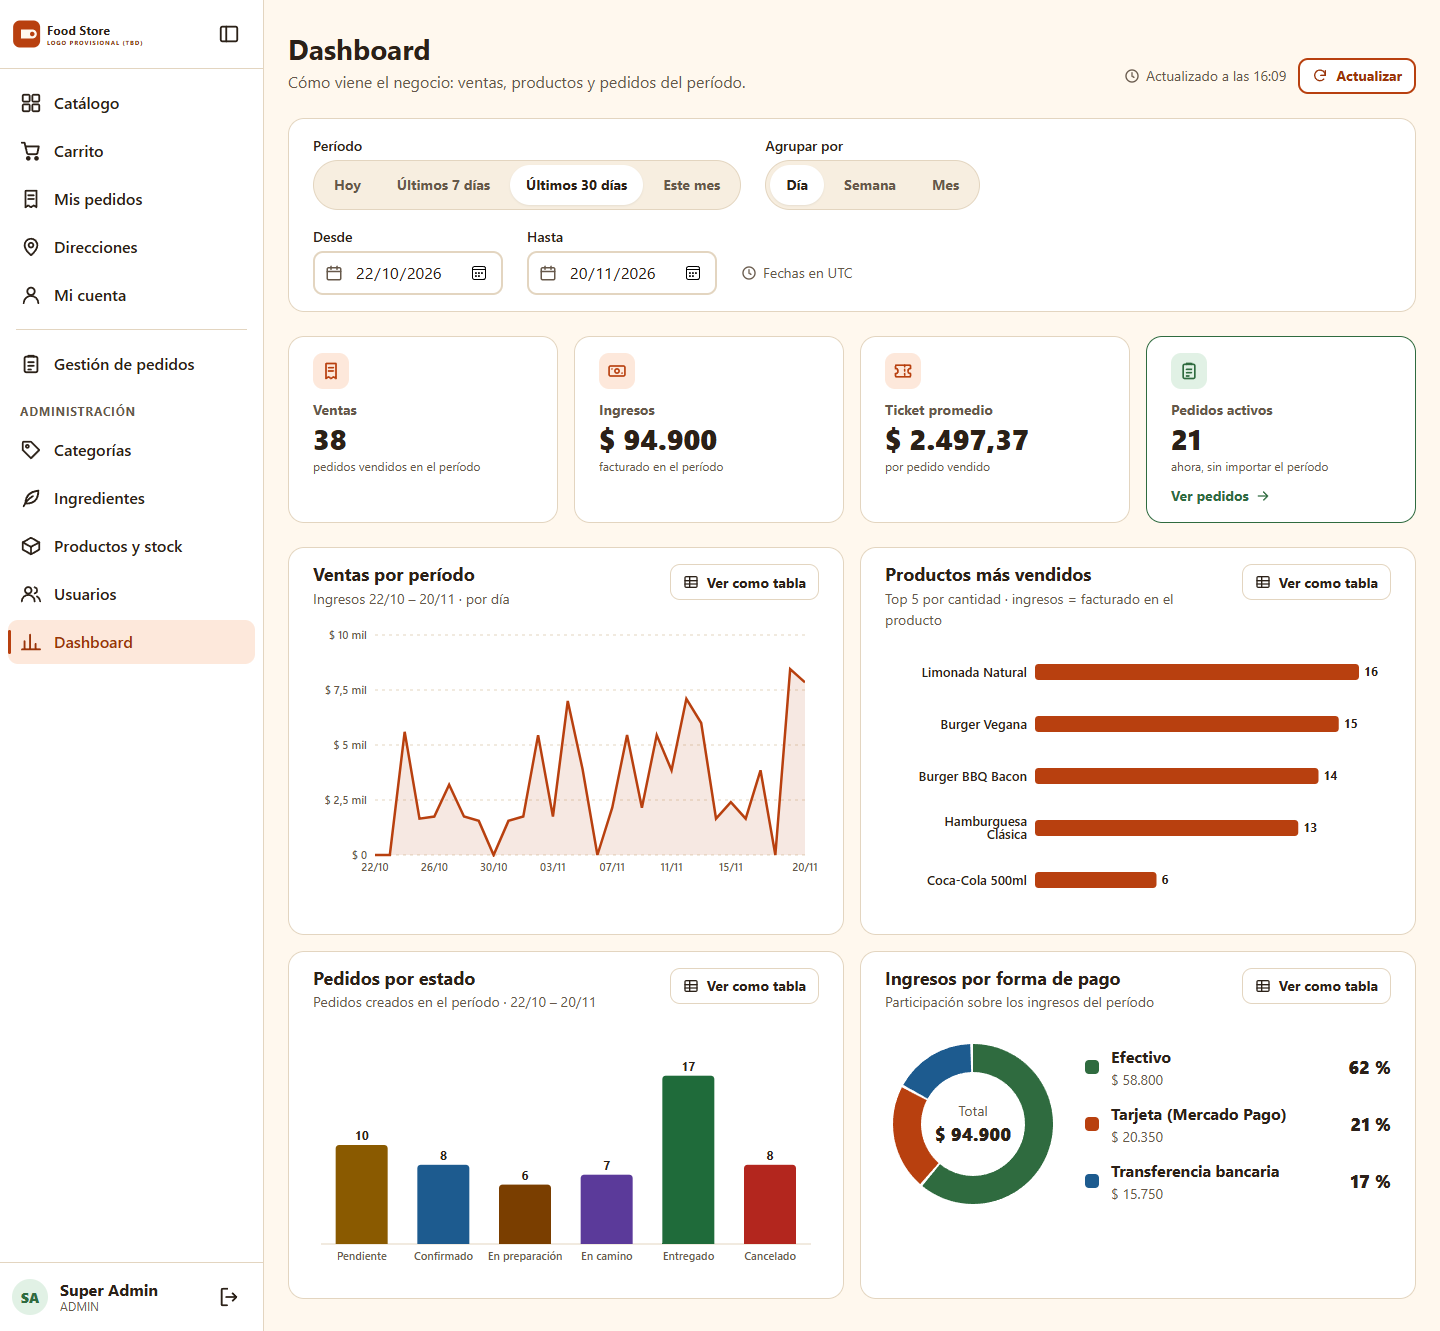 Food Store
LOGO PROVISIONAL (TBD)
Catálogo
Carrito
Mis pedidos
Direcciones
Mi cuenta
Gestión de pedidos
ADMINISTRACIÓN
Categorías
Ingredientes
Productos y stock
Usuarios
Dashboard
SA
Super Admin
ADMIN
Dashboard
Cómo viene el negocio: ventas, productos y pedidos del período.
Actualizado a las 16:09
Actualizar
Período
Hoy
Últimos 7 días
Últimos 30 días
Este mes
Agrupar por
Día
Semana
Mes
Desde
22/10/2026
Hasta
20/11/2026
Fechas en UTC
Ventas
38
pedidos vendidos en el período
Ingresos
$ 94.900
facturado en el período
Ticket promedio
$ 2.497,37
por pedido vendido
Pedidos activos
21
ahora, sin importar el período
Ver pedidos
Ventas por período
Ingresos 22/10 – 20/11 · por día
Ver como tabla
$ 10 mil
$ 7,5 mil
$ 5 mil
$ 2,5 mil
$ 0
22/10
26/10
30/10
03/11
07/11
11/11
15/11
20/11
Productos más vendidos
Top 5 por cantidad · ingresos = facturado en el
producto
Ver como tabla
Limonada Natural
16
Burger Vegana
15
Burger BBQ Bacon
14
Hamburguesa
Clásica
13
Coca-Cola 500ml
6
Pedidos por estado
Pedidos creados en el período · 22/10 – 20/11
Ver como tabla
10
8
6
7
17
8
Pendiente
Confirmado
En preparación
En camino
Entregado
Cancelado
Ingresos por forma de pago
Participación sobre los ingresos del período
Ver como tabla
Total
$ 94.900
Efectivo
$ 58.800
62 %
Tarjeta (Mercado Pago)
$ 20.350
21 %
Transferencia bancaria
$ 15.750
17 %